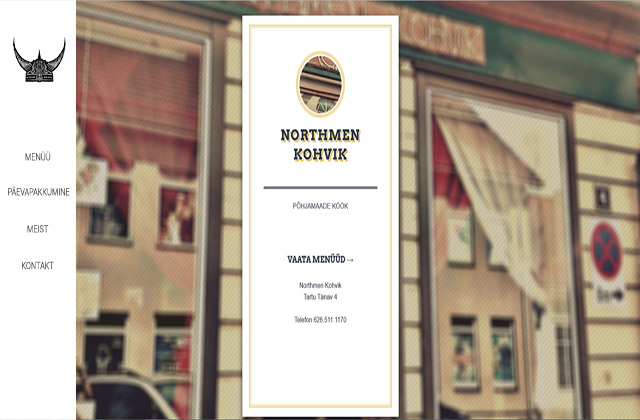 MENÜÜ
PÄEVAPAKKUMINE
MEIST
KONTAKT
NORTHMEN
KOHVIK
PÕHJAMAADE KÖÖK
VAATA MENÜÜD→
Northmen Kohvik
Tartu Tänav 4
Telefon 626.511.1170